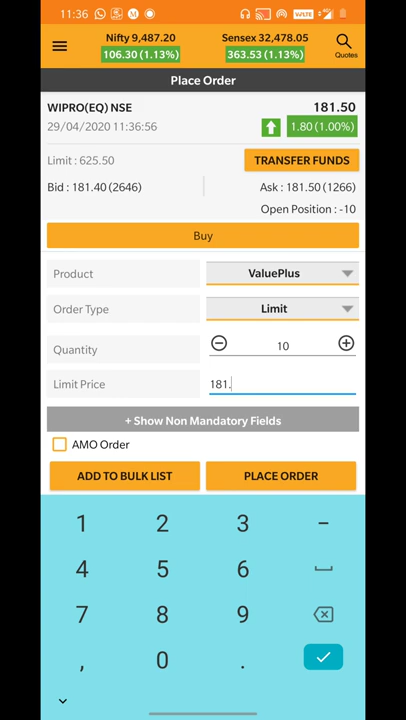 11:36
VoLTE
Nifty 9,487.20
106.30 (1.13%)
Sensex 32,478.05
363.53 (1.13%)
Quotes
Place Order
WIPRO(EQ) NSE
181.50
29/04/2020 11:36:56
1.80 (1.00%)
Limit : 625.50
TRANSFER FUNDS
Bid : 181.40 (2646)
Ask : 181.50 (1266)
Open Position : -10
Buy
Product
ValuePlus
Order Type
Limit
Quantity
10
Limit Price
181.
+ Show Non Mandatory Fields
AMO Order
ADD TO BULK LIST
PLACE ORDER
1 2 3 -
4 5 6
7 8 9
, 0 .